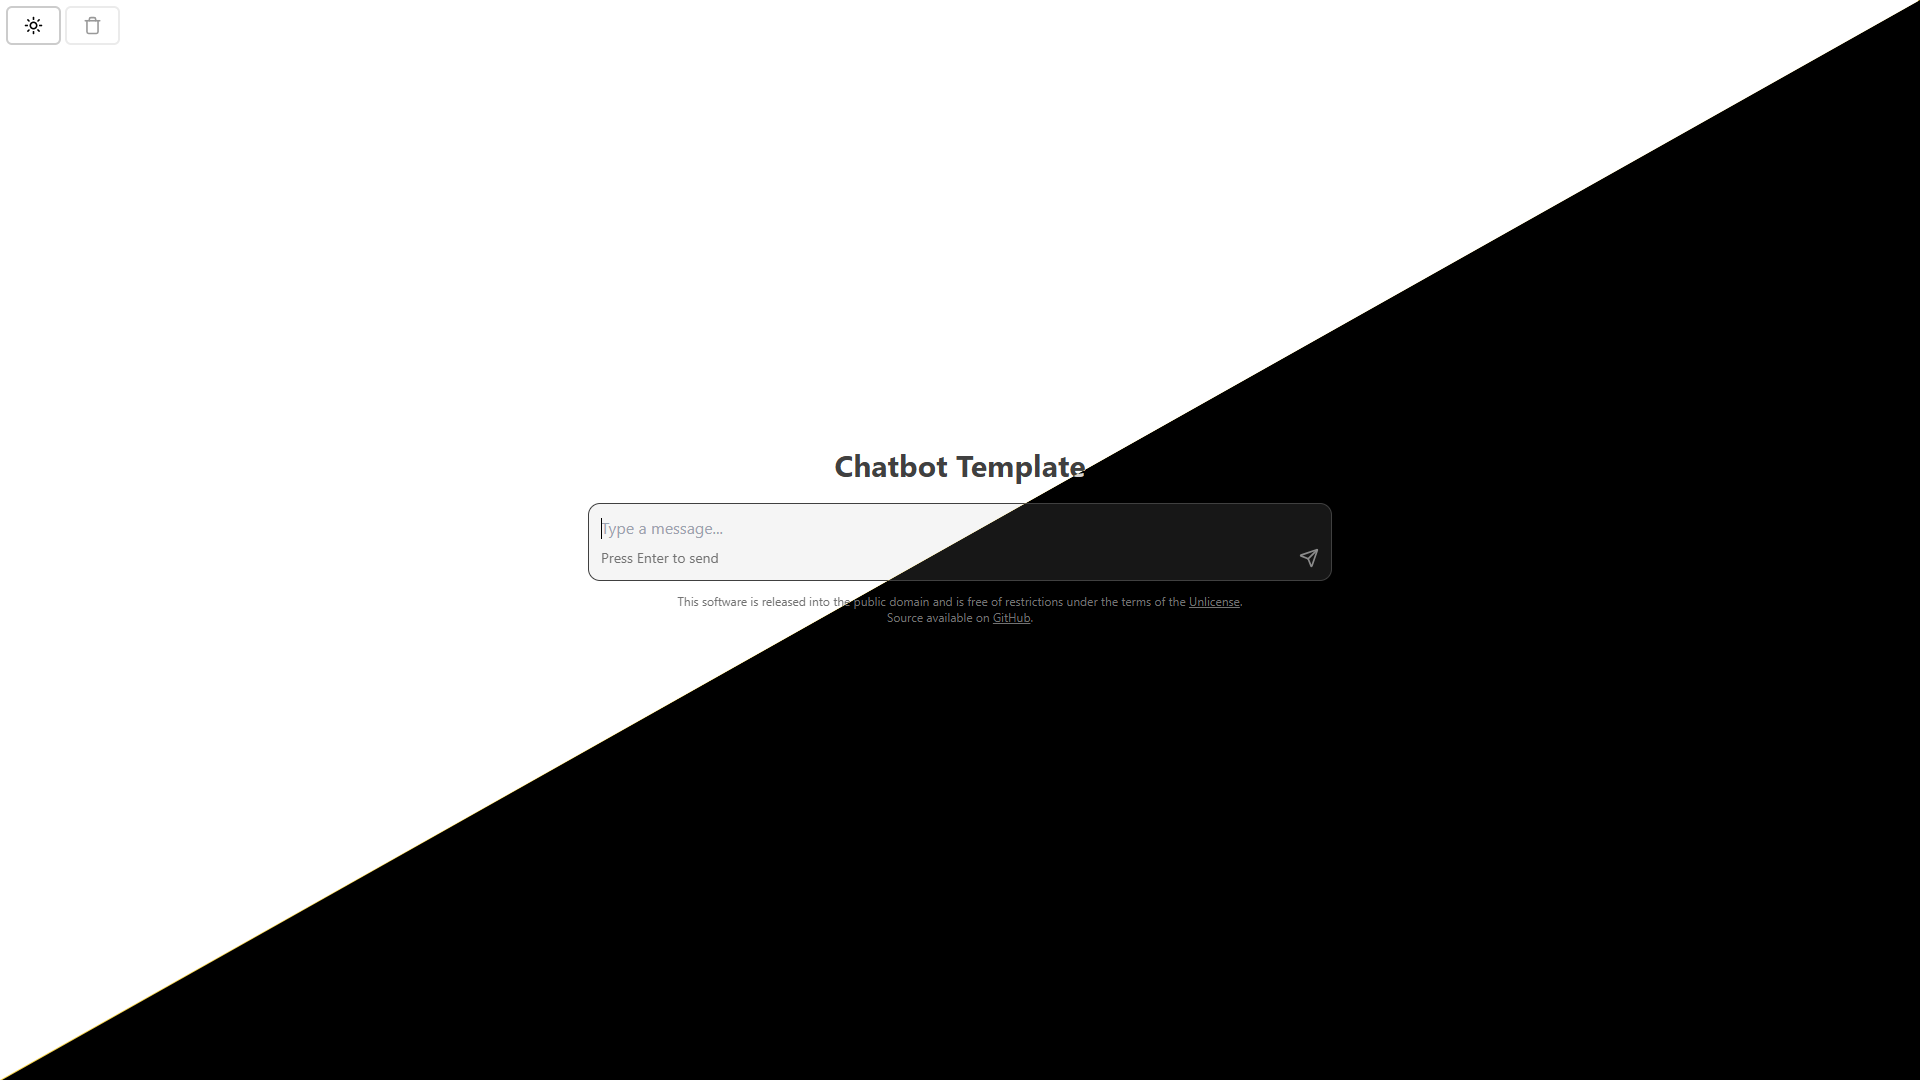 Chatbot Template
Type a message...
Press Enter to send
This software is released into the public domain and is free of restrictions under the terms of the Unlicense.
Source available on GitHub.